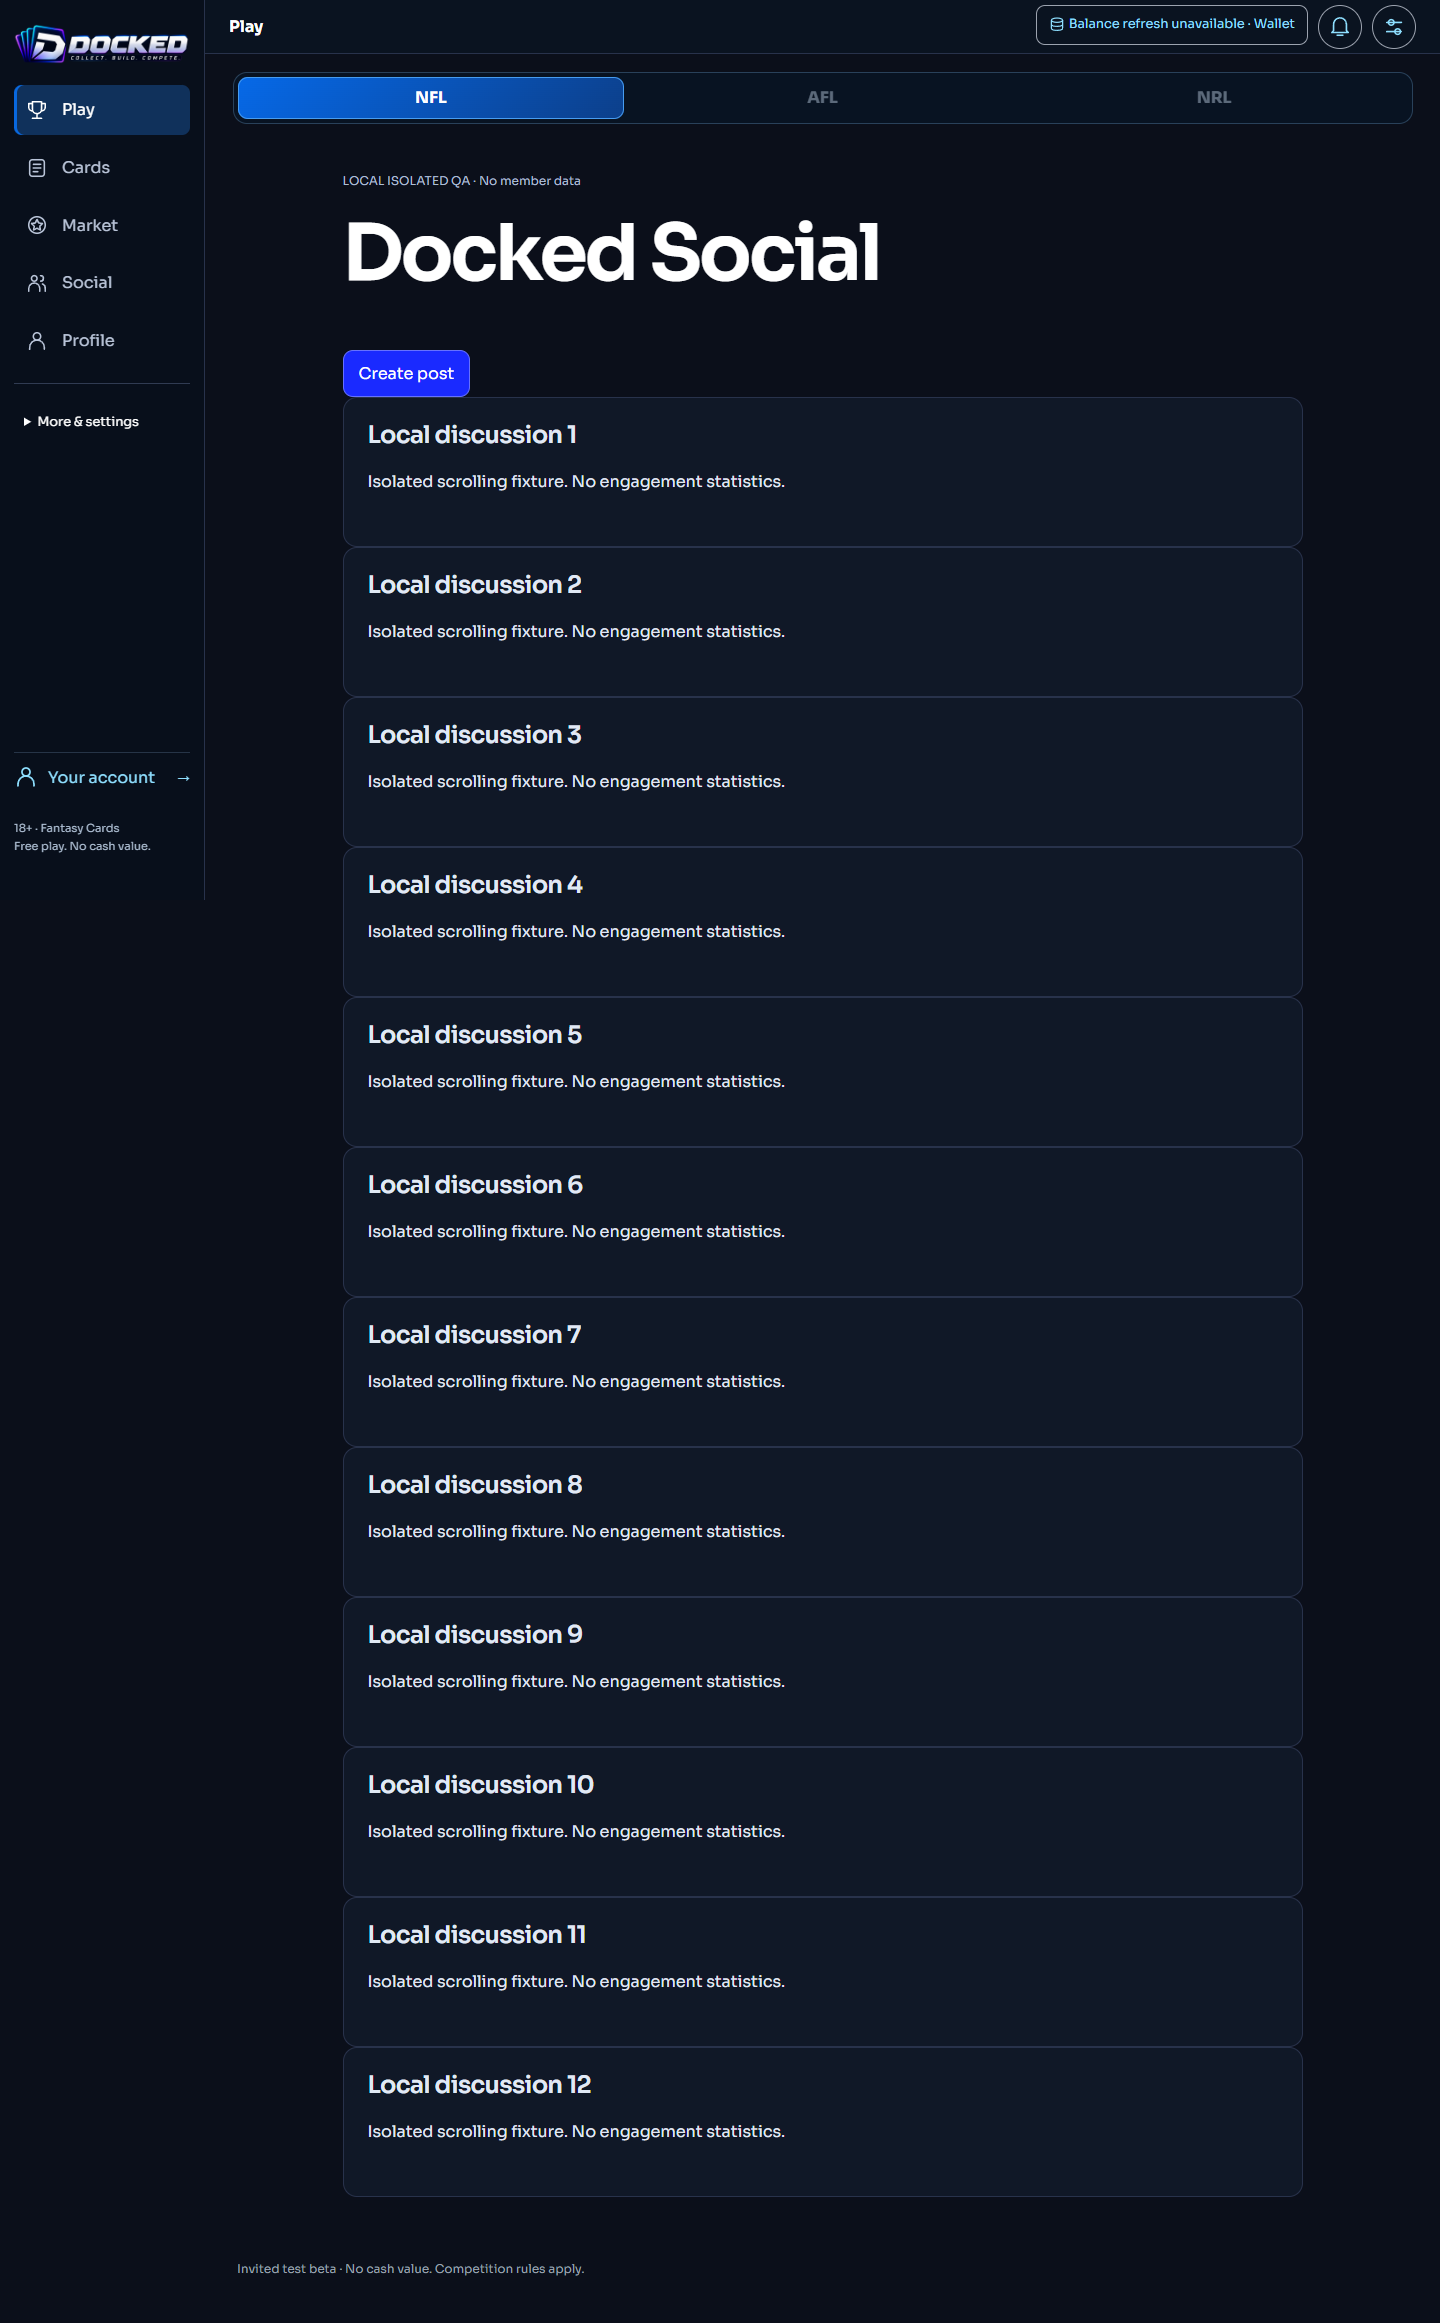 DOCKED
COLLECT. BUILD. COMPETE.
Play
Cards
Market
Social
Profile
More & settings
Your account →
18+ · Fantasy Cards
Free play. No cash value.
Play
Balance refresh unavailable · Wallet
NFL
AFL
NRL
LOCAL ISOLATED QA · No member data
Docked Social
Create post
Local discussion 1
Isolated scrolling fixture. No engagement statistics.
Local discussion 2
Isolated scrolling fixture. No engagement statistics.
Local discussion 3
Isolated scrolling fixture. No engagement statistics.
Local discussion 4
Isolated scrolling fixture. No engagement statistics.
Local discussion 5
Isolated scrolling fixture. No engagement statistics.
Local discussion 6
Isolated scrolling fixture. No engagement statistics.
Local discussion 7
Isolated scrolling fixture. No engagement statistics.
Local discussion 8
Isolated scrolling fixture. No engagement statistics.
Local discussion 9
Isolated scrolling fixture. No engagement statistics.
Local discussion 10
Isolated scrolling fixture. No engagement statistics.
Local discussion 11
Isolated scrolling fixture. No engagement statistics.
Local discussion 12
Isolated scrolling fixture. No engagement statistics.
Invited test beta · No cash value. Competition rules apply.